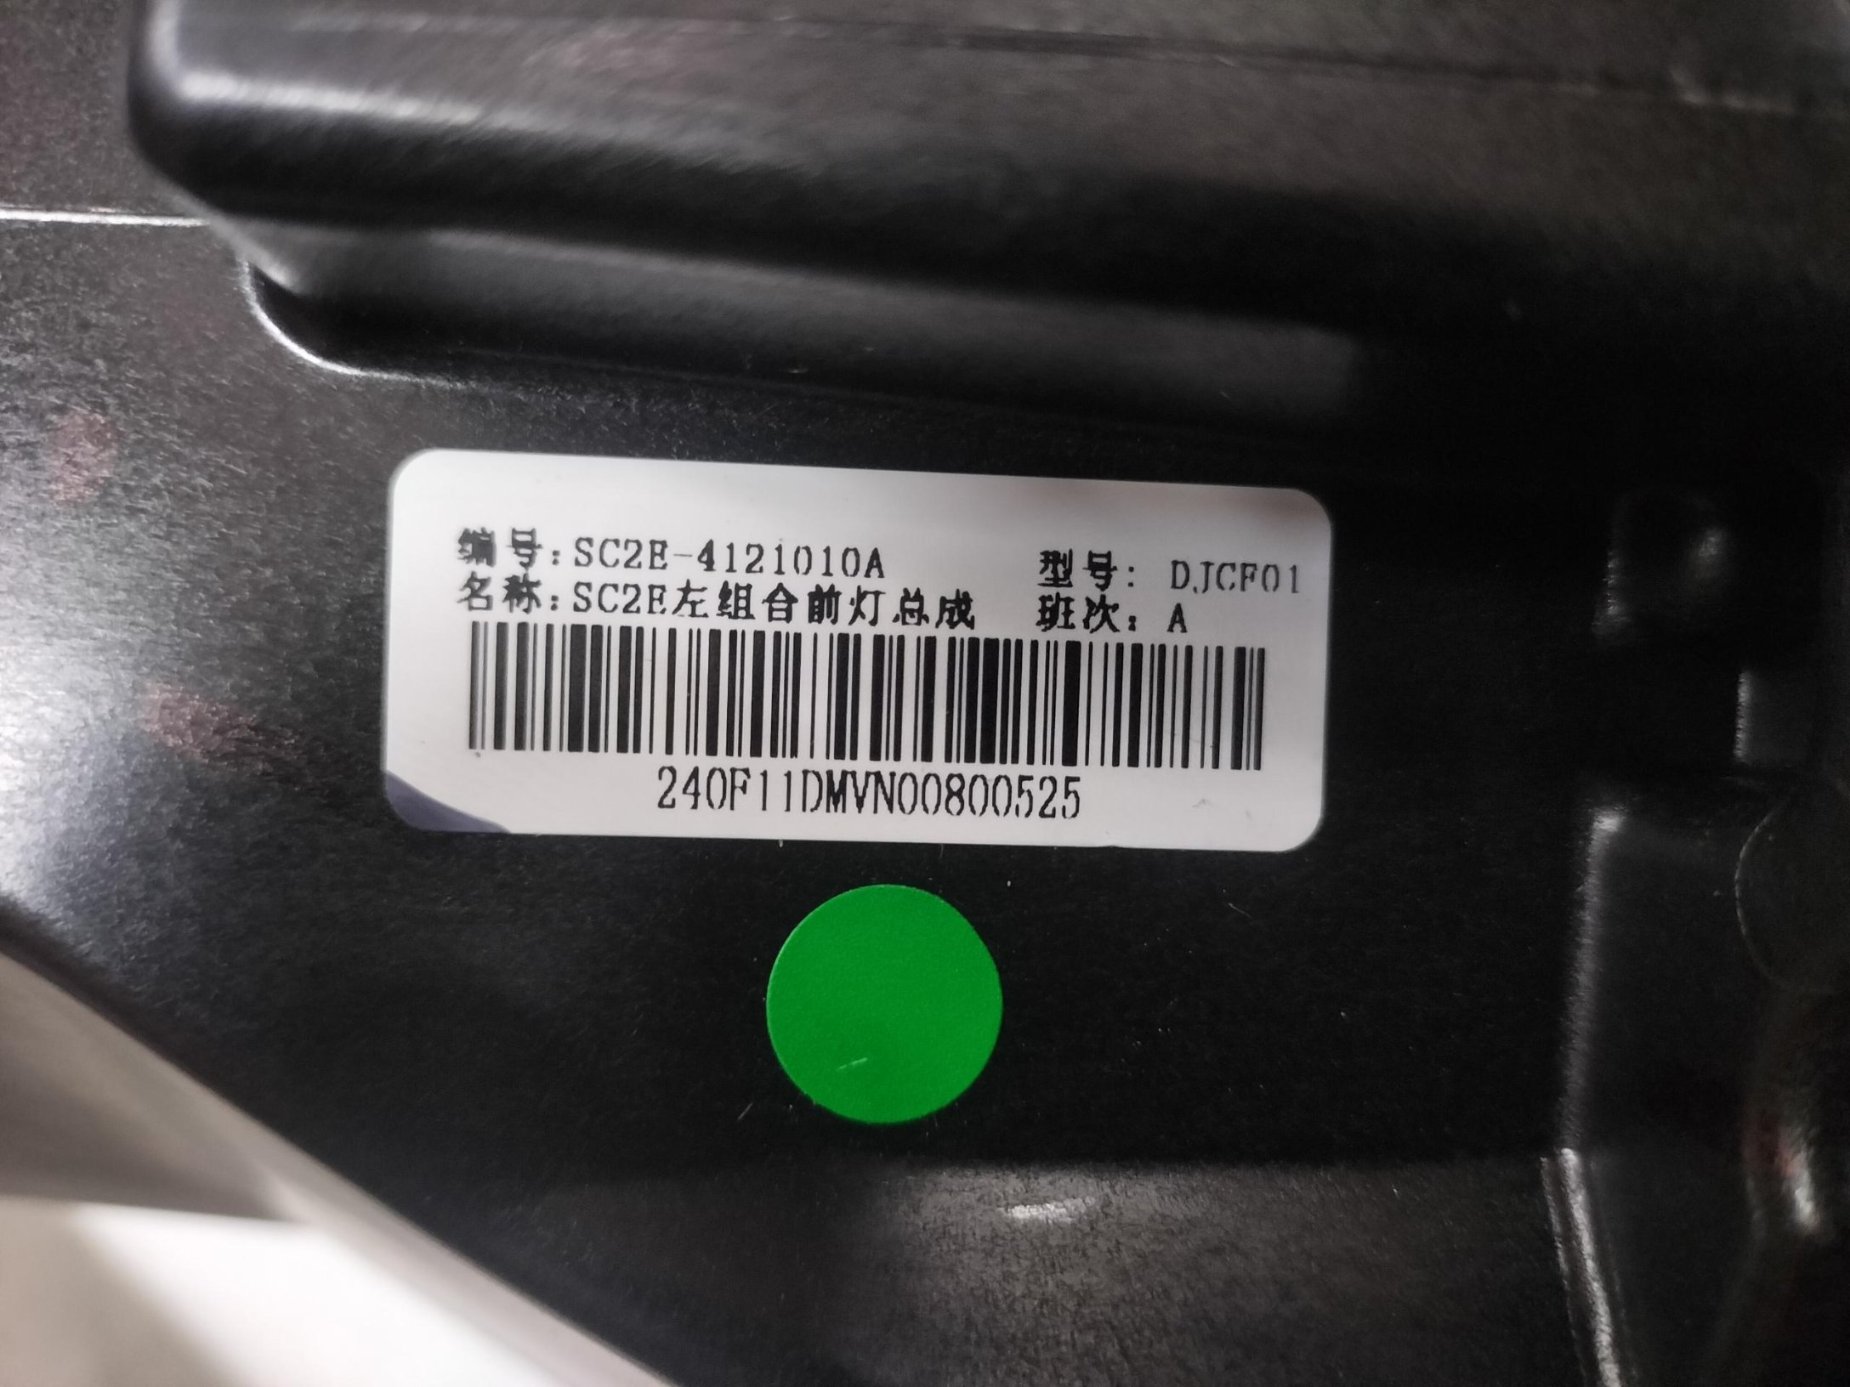 编号：SC2E-4121010A 型号： DJCF01
名称：SC2E左组合前灯总成 班次：A
240F11DMVN00800525